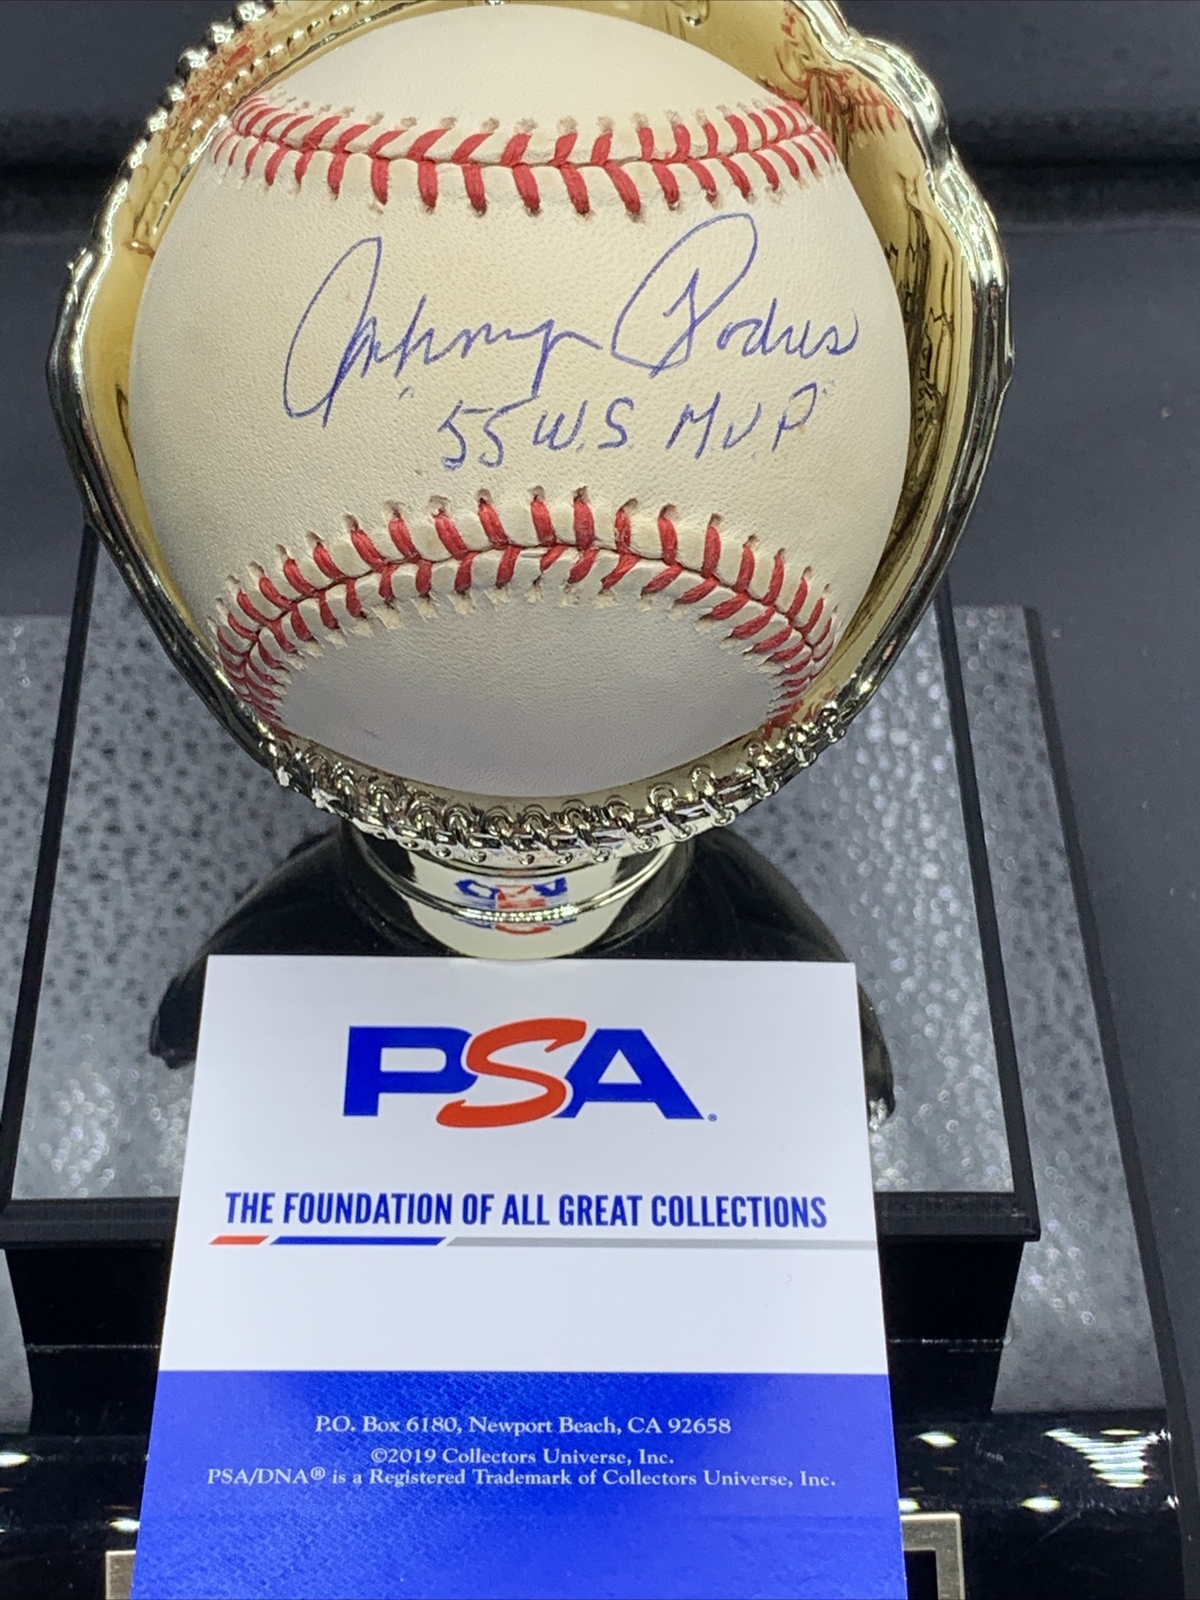 Johnny Podres
"55 W.S. M.V.P"
PSA
THE FOUNDATION OF ALL GREAT COLLECTIONS
P.O. Box 6180, Newport Beach, CA 92658
©2019 Collectors Universe, Inc.
PSA/DNA® is a Registered Trademark of Collectors Universe, Inc.